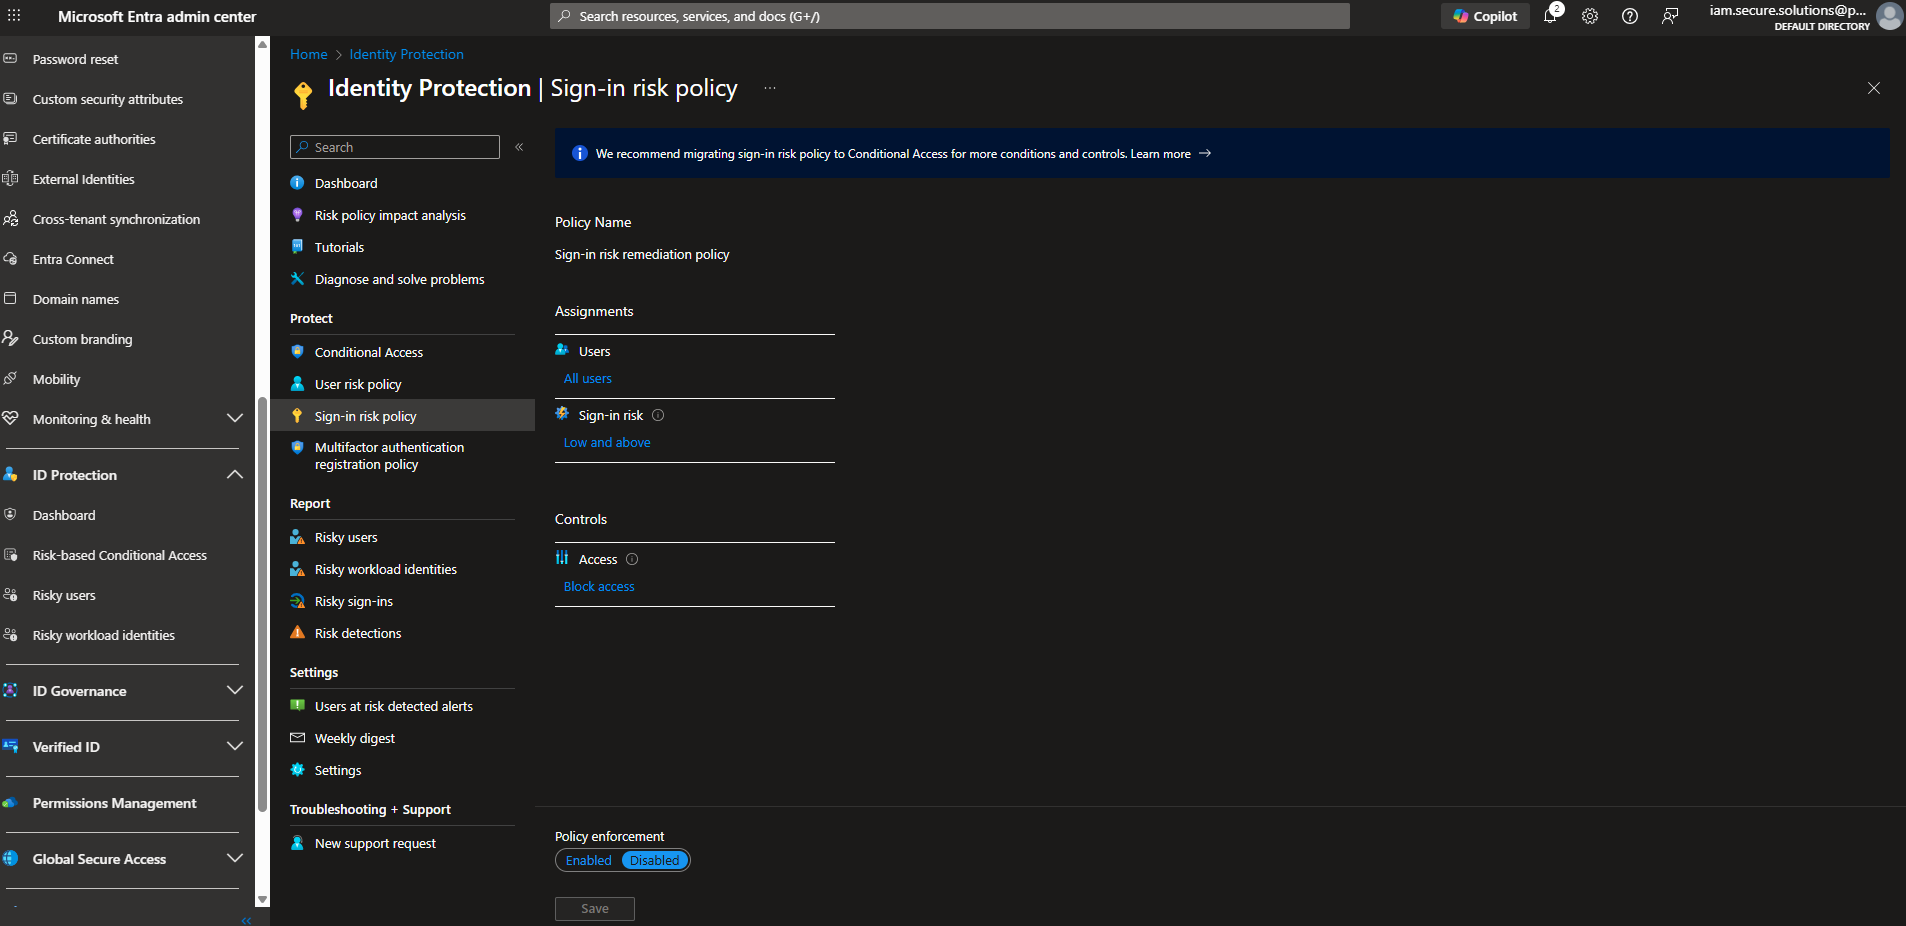 Microsoft Entra admin center
Search resources, services, and docs (G+/)
Copilot
2
iam.secure.solutions@p...
DEFAULT DIRECTORY
Password reset
Custom security attributes
Certificate authorities
External Identities
Cross-tenant synchronization
Entra Connect
Domain names
Custom branding
Mobility
Monitoring & health
ID Protection
Dashboard
Risk-based Conditional Access
Risky users
Risky workload identities
ID Governance
Verified ID
Permissions Management
Global Secure Access
Home > Identity Protection
Identity Protection | Sign-in risk policy ...
Search
Dashboard
Risk policy impact analysis
Tutorials
Diagnose and solve problems
Protect
Conditional Access
User risk policy
Sign-in risk policy
Multifactor authentication
registration policy
Report
Risky users
Risky workload identities
Risky sign-ins
Risk detections
Settings
Users at risk detected alerts
Weekly digest
Settings
Troubleshooting + Support
New support request
We recommend migrating sign-in risk policy to Conditional Access for more conditions and controls. Learn more →
Policy Name
Sign-in risk remediation policy
Assignments
Users
All users
Sign-in risk
Low and above
Controls
Access
Block access
Policy enforcement
Enabled Disabled
Save